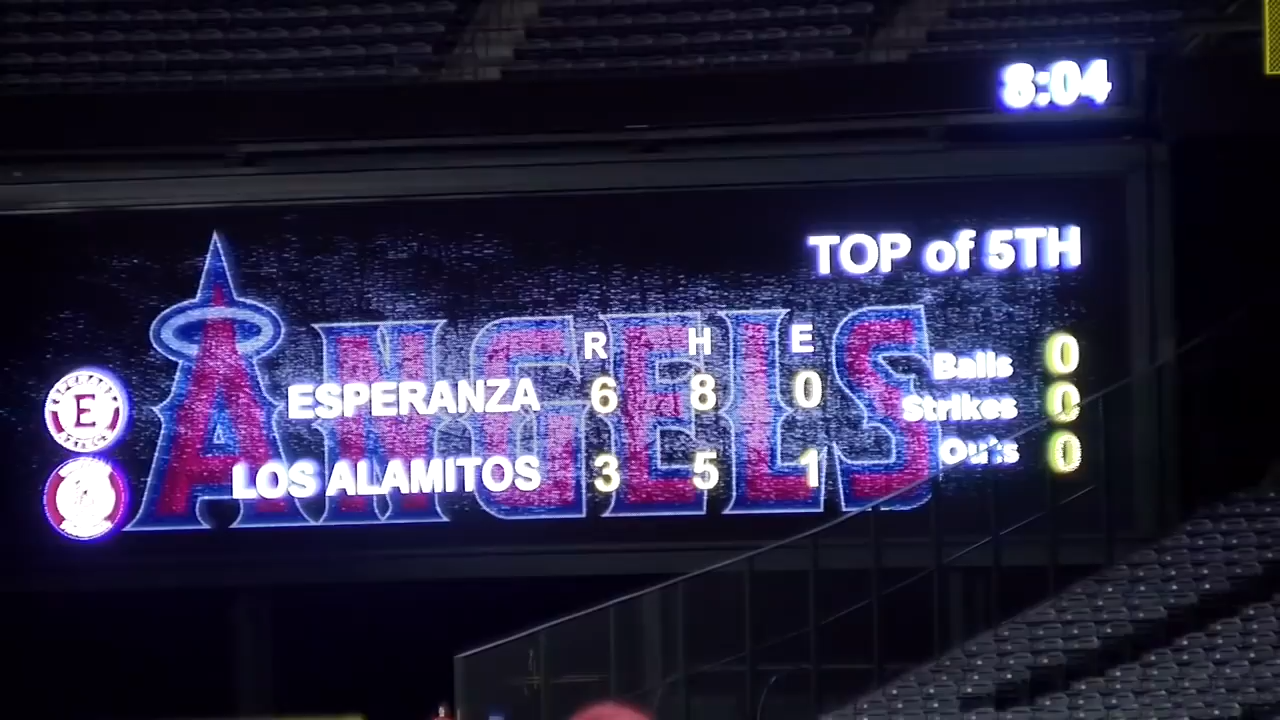 8:04
TOP of 5TH
ANGELS
R H E
ESPERANZA 6 8 0
LOS ALAMITOS 3 5 1
Balls 0
Strikes 0
Outs 0
E